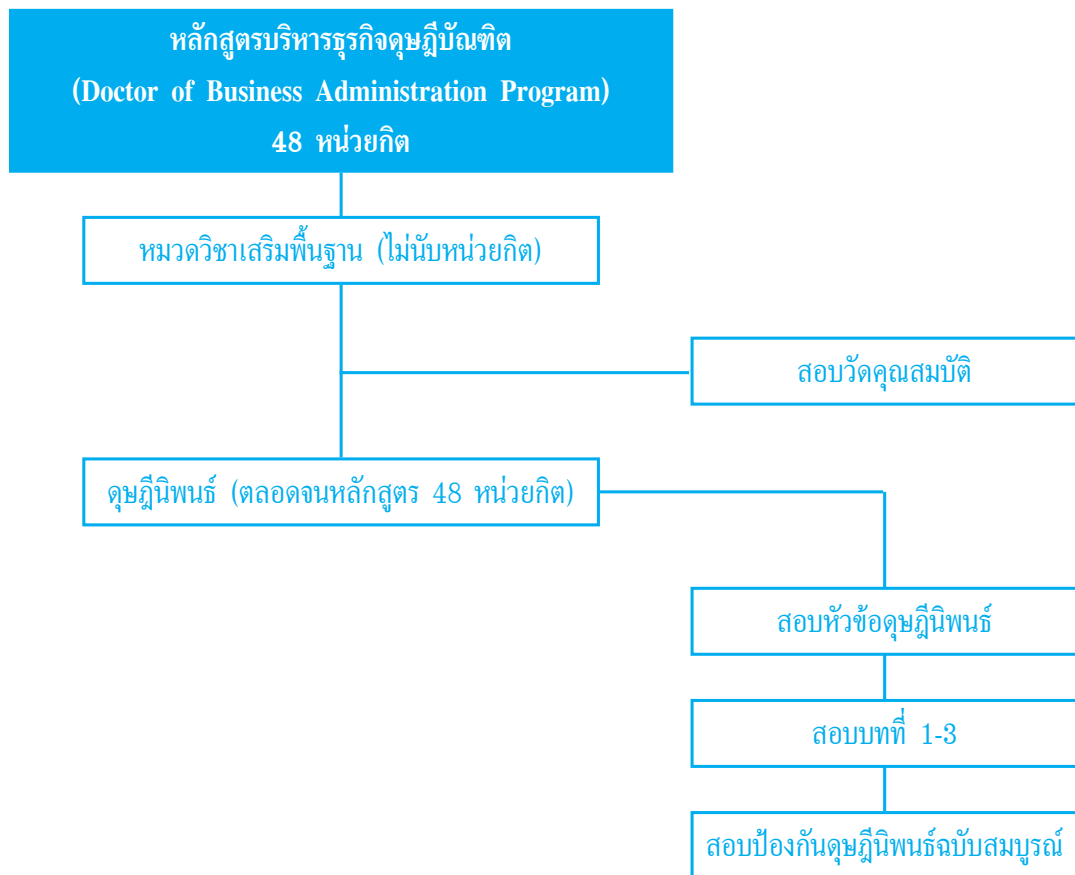 หลักสูตรบริหารธุรกิจดุษฎีบัณฑิต
(Doctor of Business Administration Program)
48 หน่วยกิต
หมวดวิชาเสริมพื้นฐาน (ไม่นับหน่วยกิต)
สอบวัดคุณสมบัติ
ดุษฎีนิพนธ์ (ตลอดจนหลักสูตร 48 หน่วยกิต)
สอบหัวข้อดุษฎีนิพนธ์
สอบบทที่ 1-3
สอบป้องกันดุษฎีนิพนธ์ฉบับสมบูรณ์